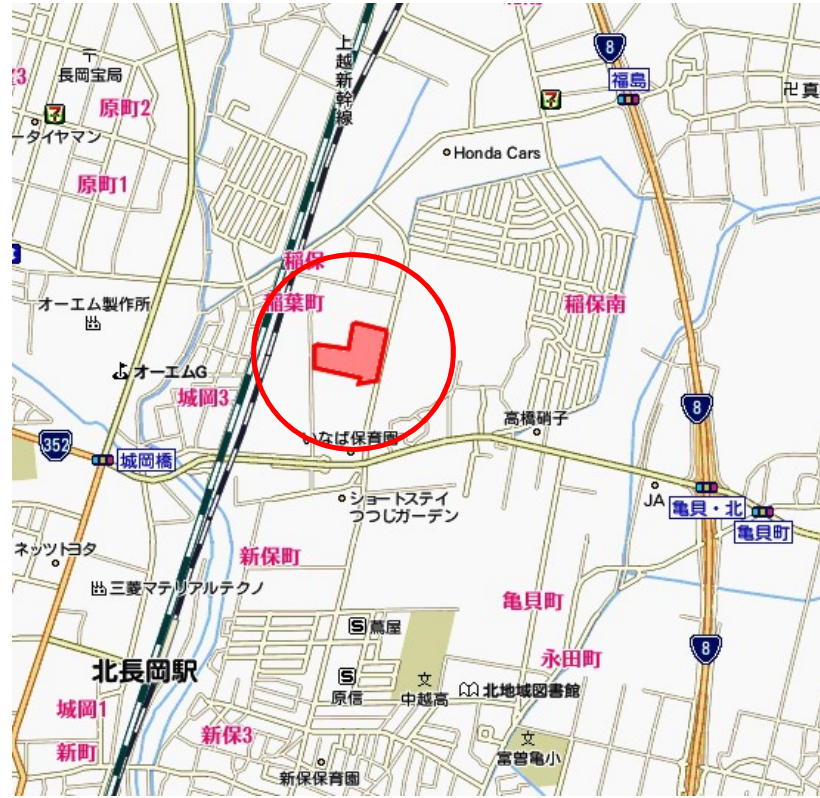 8
福島
〒
長岡宝局
上越新幹線
卍真
3
原町2
7
7
ータイヤマン
Honda Cars
原町1
稲保
稲葉町
稲保南
オーエム製作所
オーエムG
城岡3
8
高橋硝子
352
城岡橋
いなば保育園
JA
亀貝・北
亀貝町
ショートステイ
つつじガーデン
ネッツトヨタ
新保町
三菱マテリアルテクノ
亀貝町
S 蔦屋
永田町
8
北長岡駅
S
原信
文
中越高
北地域図書館
城岡1
新保3
新町
文
富曽亀小
新保保育園